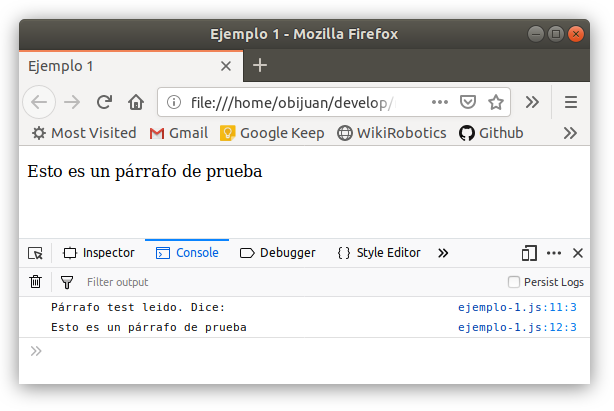 Ejemplo 1 - Mozilla Firefox
Ejemplo 1
file:///home/obijuan/develop/
Most Visited Gmail Google Keep WikiRobotics Github
Esto es un párrafo de prueba
Inspector Console Debugger { } Style Editor
Filter output Persist Logs
Párrafo test leido. Dice: ejemplo-1.js:11:3
Esto es un párrafo de prueba ejemplo-1.js:12:3